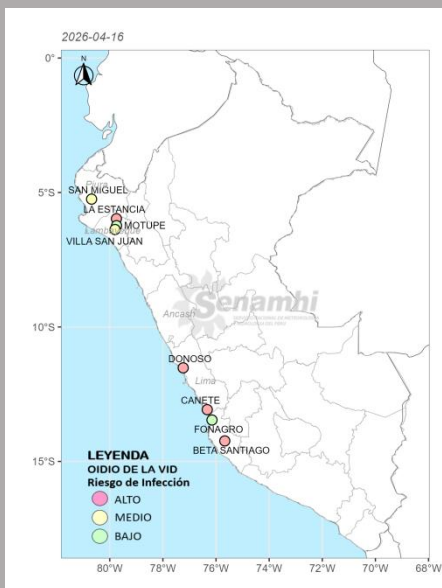 2026-04-16
N
0°
5°S
10°S
15°S
Piura
SAN MIGUEL
LA ESTANCIA
MOTUPE
Lambayeque
VILLA SAN JUAN
Senamhi
Ancash
DONOSO
Lima
CANETE
FONAGRO
BETA SANTIAGO
LEYENDA
OIDIO DE LA VID
Riesgo de Infección
ALTO
MEDIO
BAJO
80°W 78°W 76°W 74°W 72°W 70°W 68°W